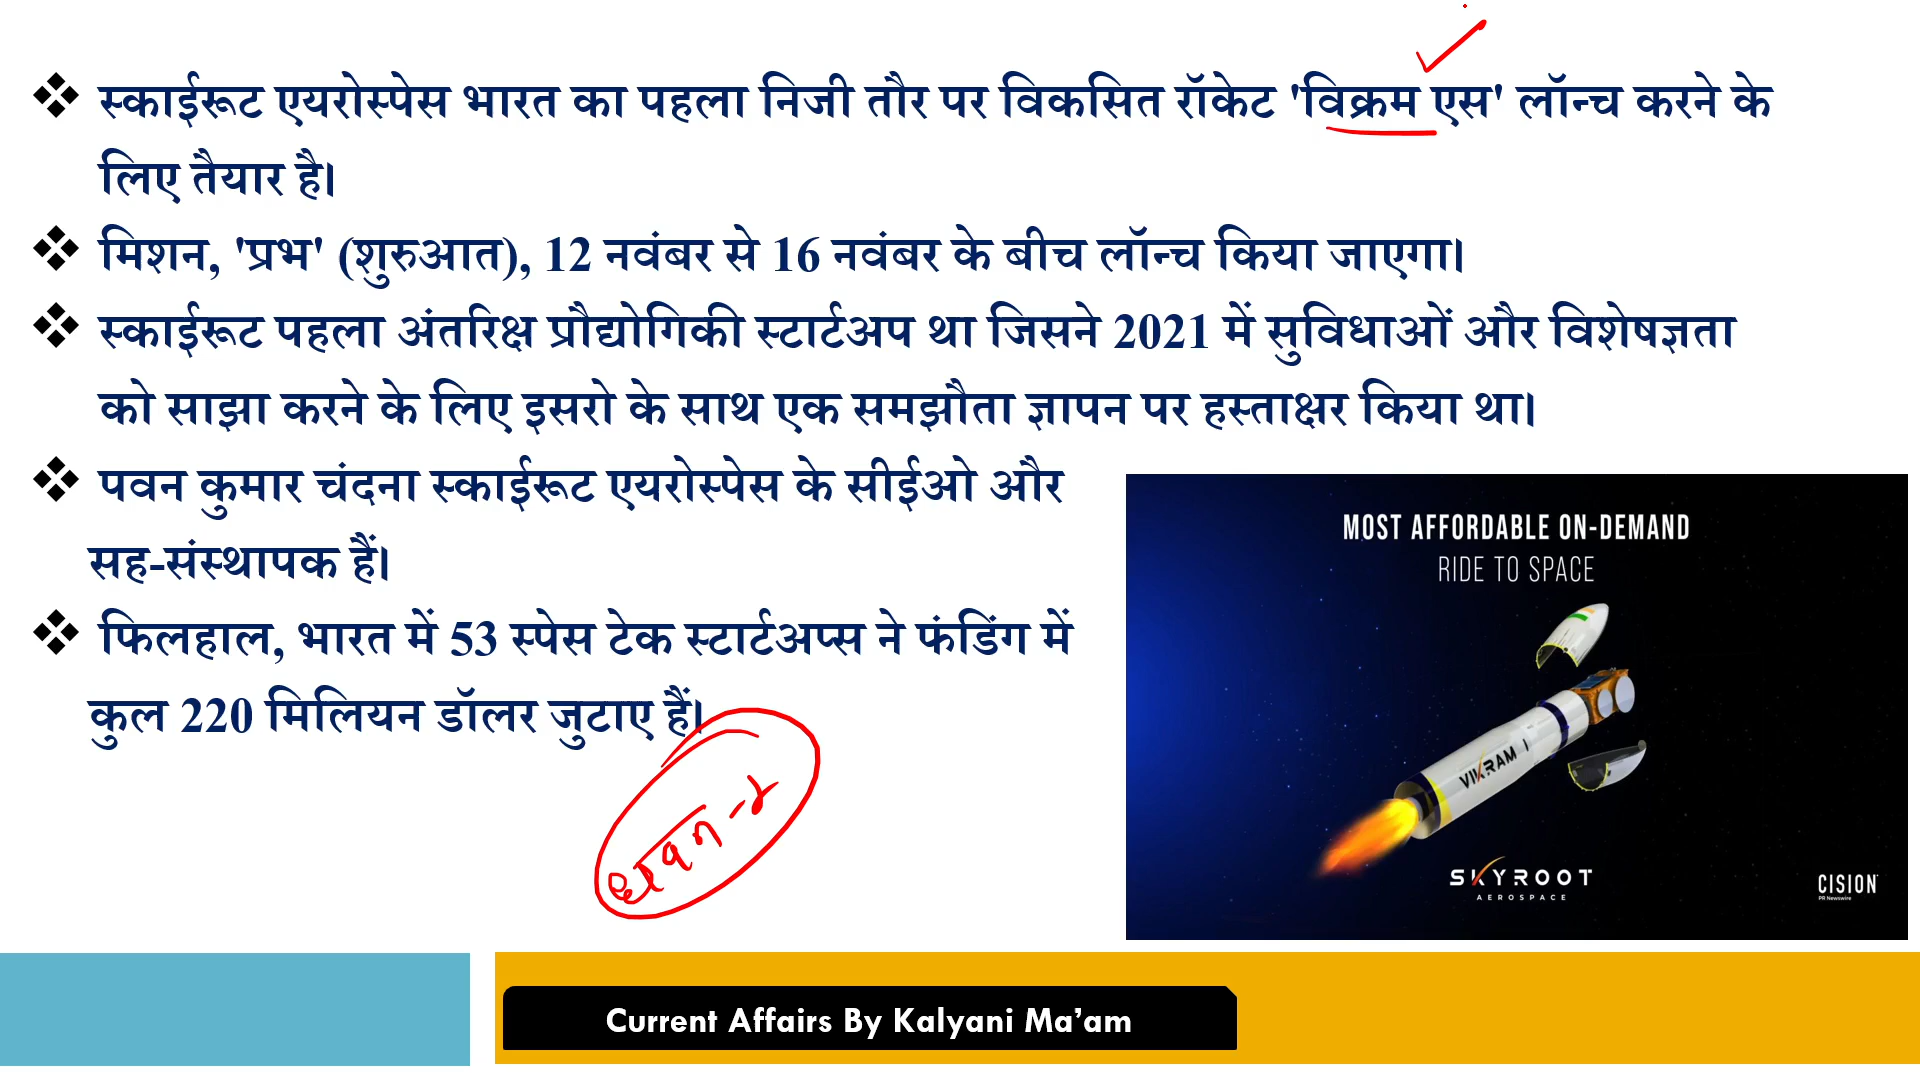 ❖ स्काईरूट एयरोस्पेस भारत का पहला निजी तौर पर विकसित रॉकेट 'विक्रम एस' लॉन्च करने के
लिए तैयार है।
❖ मिशन, 'प्रभ' (शुरुआत), 12 नवंबर से 16 नवंबर के बीच लॉन्च किया जाएगा।
❖ स्काईरूट पहला अंतरिक्ष प्रौद्योगिकी स्टार्टअप था जिसने 2021 में सुविधाओं और विशेषज्ञता
को साझा करने के लिए इसरो के साथ एक समझौता ज्ञापन पर हस्ताक्षर किया था।
❖ पवन कुमार चंदना स्काईरूट एयरोस्पेस के सीईओ और
सह-संस्थापक हैं।
❖ फिलहाल, भारत में 53 स्पेस टेक स्टार्टअप्स ने फंडिंग में
कुल 220 मिलियन डॉलर जुटाए हैं।
MOST AFFORDABLE ON-DEMAND
RIDE TO SPACE
VIKRAM I
SKYROOT
AEROSPACE
CISION
PR Newswire
Current Affairs By Kalyani Ma'am